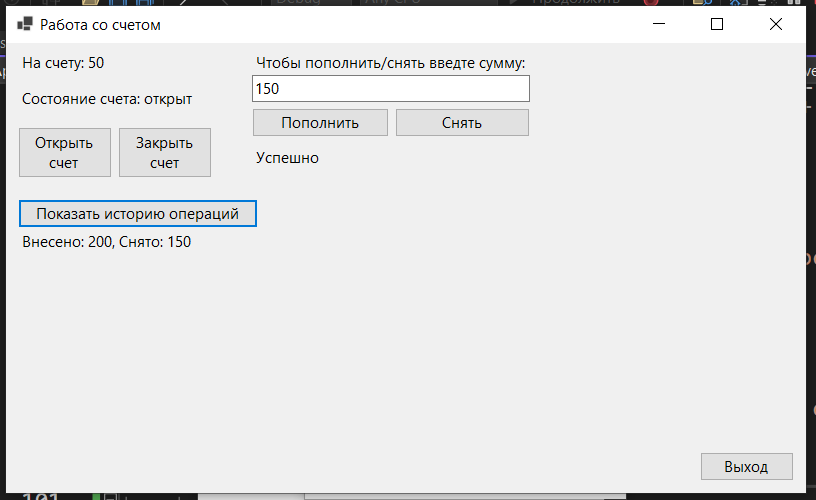 Работа со счетом
На счету: 50
Чтобы пополнить/снять введте сумму:
150
Состояние счета: открыт
Пополнить
Снять
Открыть
счет
Закрыть
счет
Успешно
Показать историю операций
Внесено: 200, Снято: 150
Выход
101